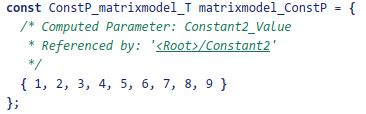 const ConstP_matrixmodel_T matrixmodel_ConstP = {
  /* Computed Parameter: Constant2_Value
   * Referenced by: '<Root>/Constant2'
   */
  { 1, 2, 3, 4, 5, 6, 7, 8, 9 }
};